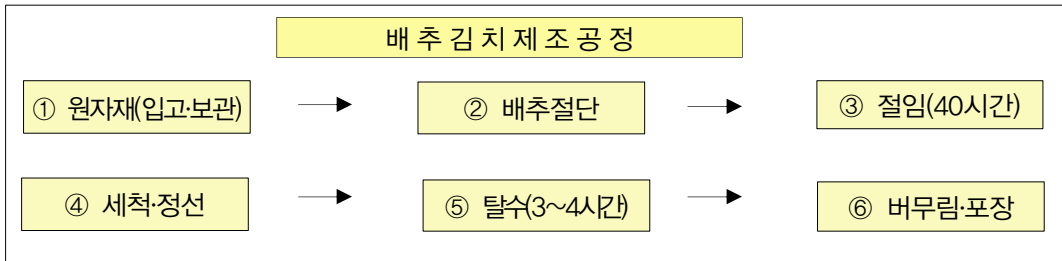 배 추 김 치 제 조 공 정
① 원자재(입고·보관) → ② 배추절단 → ③ 절임(40시간)
④ 세척·정선 → ⑤ 탈수(3~4시간) → ⑥ 버무림·포장